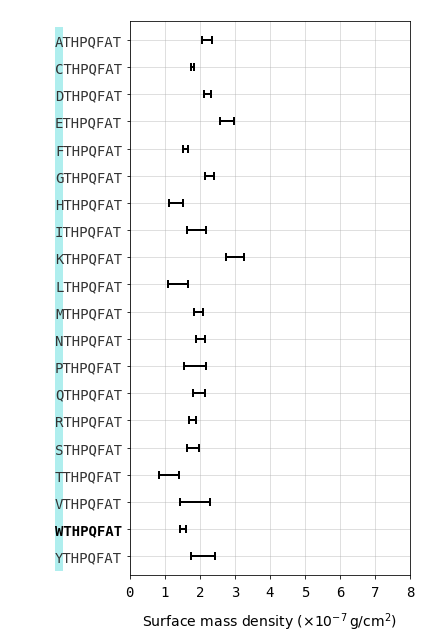 ATHPQFAT
CTHPQFAT
DTHPQFAT
ETHPQFAT
FTHPQFAT
GTHPQFAT
HTHPQFAT
ITHPQFAT
KTHPQFAT
LTHPQFAT
MTHPQFAT
NTHPQFAT
PTHPQFAT
QTHPQFAT
RTHPQFAT
STHPQFAT
TTHPQFAT
VTHPQFAT
WTHPQFAT
YTHPQFAT
0 1 2 3 4 5 6 7 8
Surface mass density (×10⁻⁷ g/cm²)